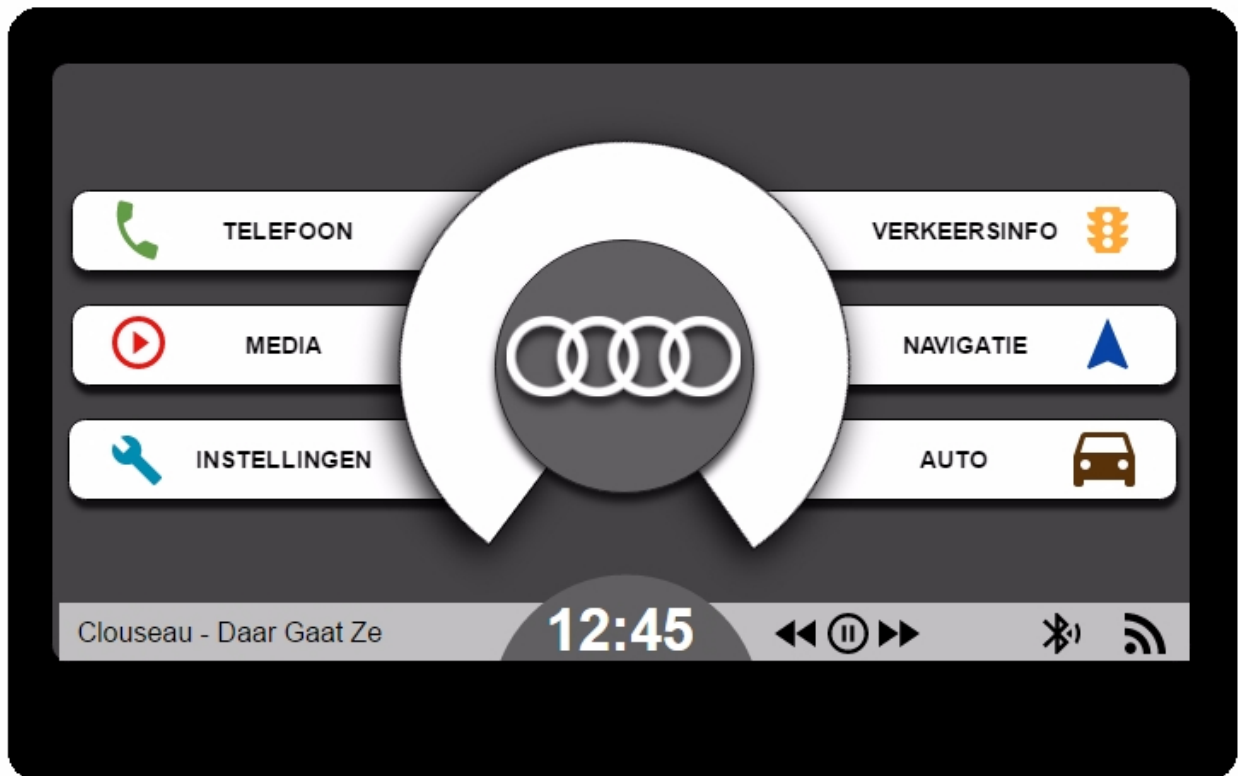 TELEFOON
VERKEERSINFO
MEDIA
NAVIGATIE
INSTELLINGEN
AUTO
Clouseau - Daar Gaat Ze
12:45